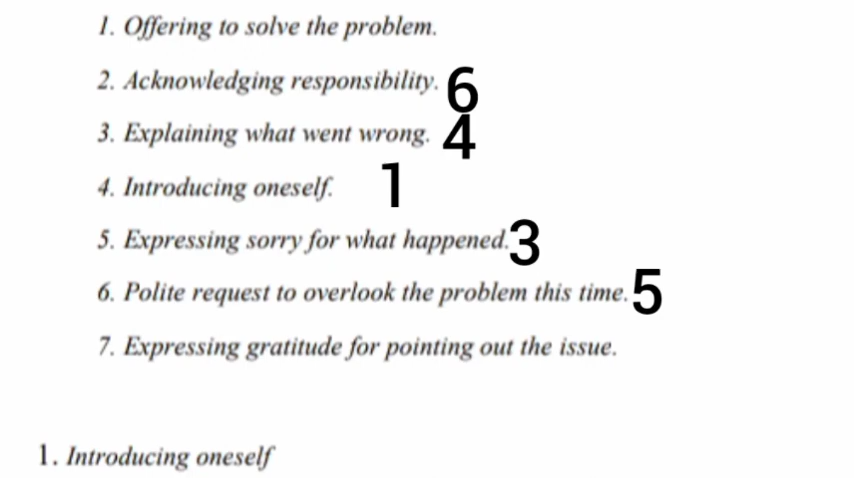 1. Offering to solve the problem.
2. Acknowledging responsibility. 6
3. Explaining what went wrong. 4
4. Introducing oneself. 1
5. Expressing sorry for what happened. 3
6. Polite request to overlook the problem this time. 5
7. Expressing gratitude for pointing out the issue.
1. Introducing oneself